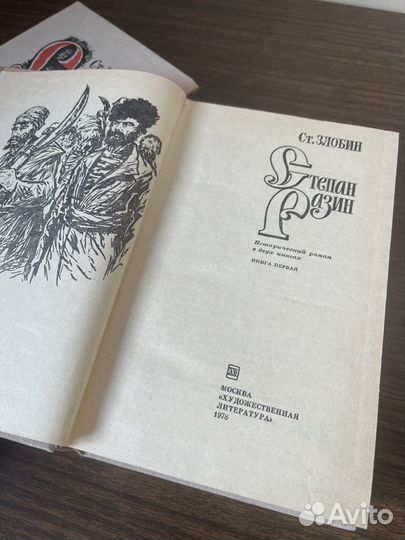 Ст. ЗЛОБИН
Степан
Разин
Исторический роман
в двух книгах
КНИГА ПЕРВАЯ
МОСКВА
«ХУДОЖЕСТВЕННАЯ
ЛИТЕРАТУРА»
1978
Avito